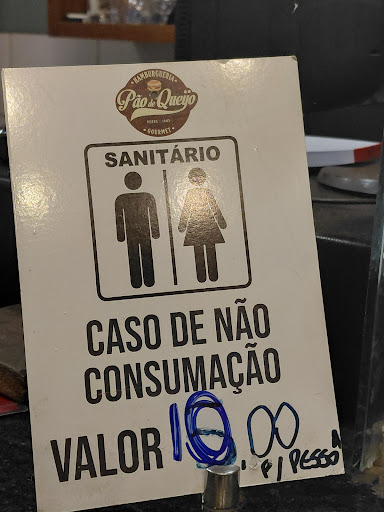 HAMBURGUERIA
Pão de Queijo
GOURMET
SANITÁRIO
CASO DE NÃO
CONSUMAÇÃO
VALOR 10,00
P/ PESSOA